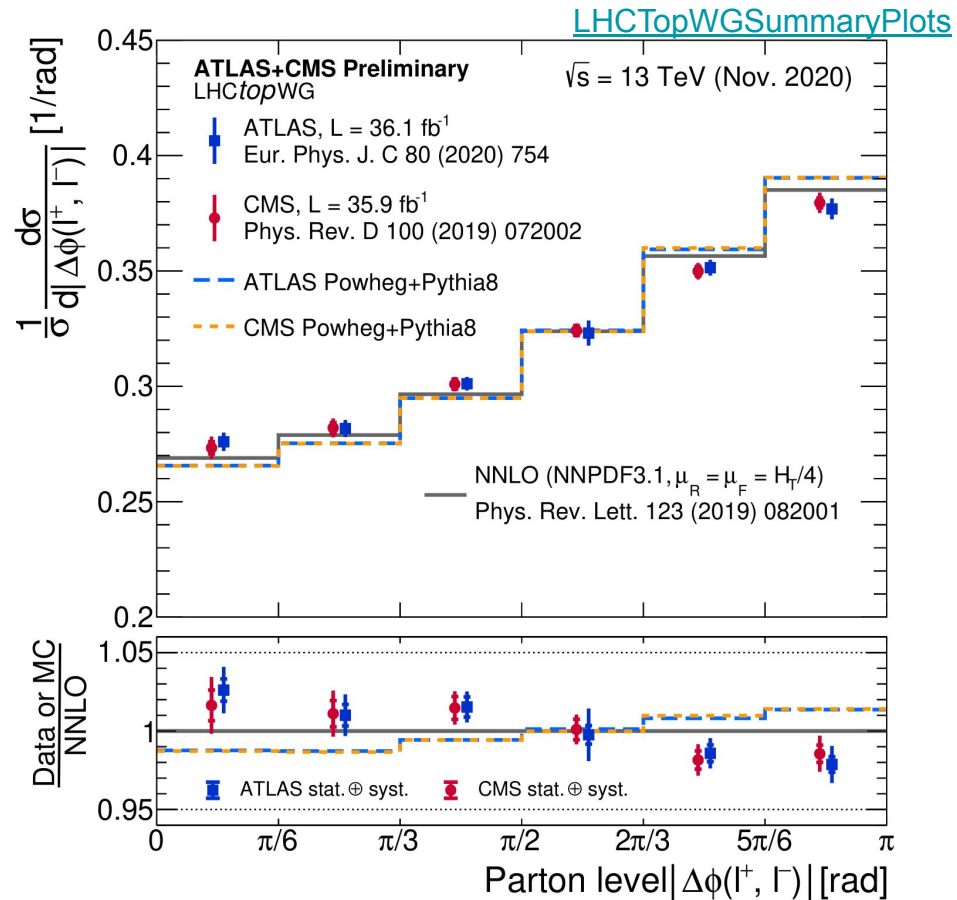 LHCTopWGSummaryPlots
ATLAS+CMS Preliminary
LHCtopWG
√s = 13 TeV (Nov. 2020)
ATLAS, L = 36.1 fb⁻¹
Eur. Phys. J. C 80 (2020) 754
CMS, L = 35.9 fb⁻¹
Phys. Rev. D 100 (2019) 072002
ATLAS Powheg+Pythia8
CMS Powheg+Pythia8
NNLO (NNPDF3.1, μ_R = μ_F = H_T/4)
Phys. Rev. Lett. 123 (2019) 082001
1/σ dσ/d|Δϕ(l⁺, l⁻)| [1/rad]
0.45
0.4
0.35
0.3
0.25
0.2
Data or MC
NNLO
1.05
1
0.95
ATLAS stat. ⊕ syst.
CMS stat. ⊕ syst.
0 π/6 π/3 π/2 2π/3 5π/6 π
Parton level|Δϕ(l⁺, l⁻)| [rad]